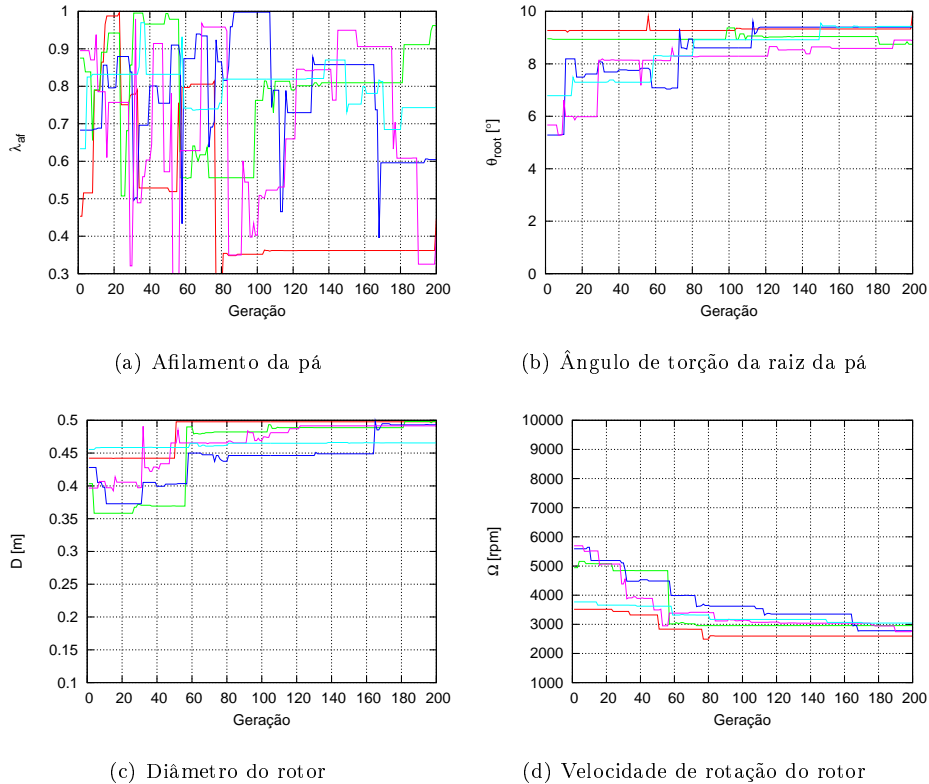 1
0.9
0.8
0.7
0.6
0.5
0.4
0.3
λaf
0 20 40 60 80 100 120 140 160 180 200
Geração
(a) Afilamento da pá
10
8
6
4
2
0
θroot [°]
0 20 40 60 80 100 120 140 160 180 200
Geração
(b) Ângulo de torção da raiz da pá
0.5
0.45
0.4
0.35
0.3
0.25
0.2
0.15
0.1
D [m]
0 20 40 60 80 100 120 140 160 180 200
Geração
(c) Diâmetro do rotor
10000
9000
8000
7000
6000
5000
4000
3000
2000
1000
Ω [rpm]
0 20 40 60 80 100 120 140 160 180 200
Geração
(d) Velocidade de rotação do rotor